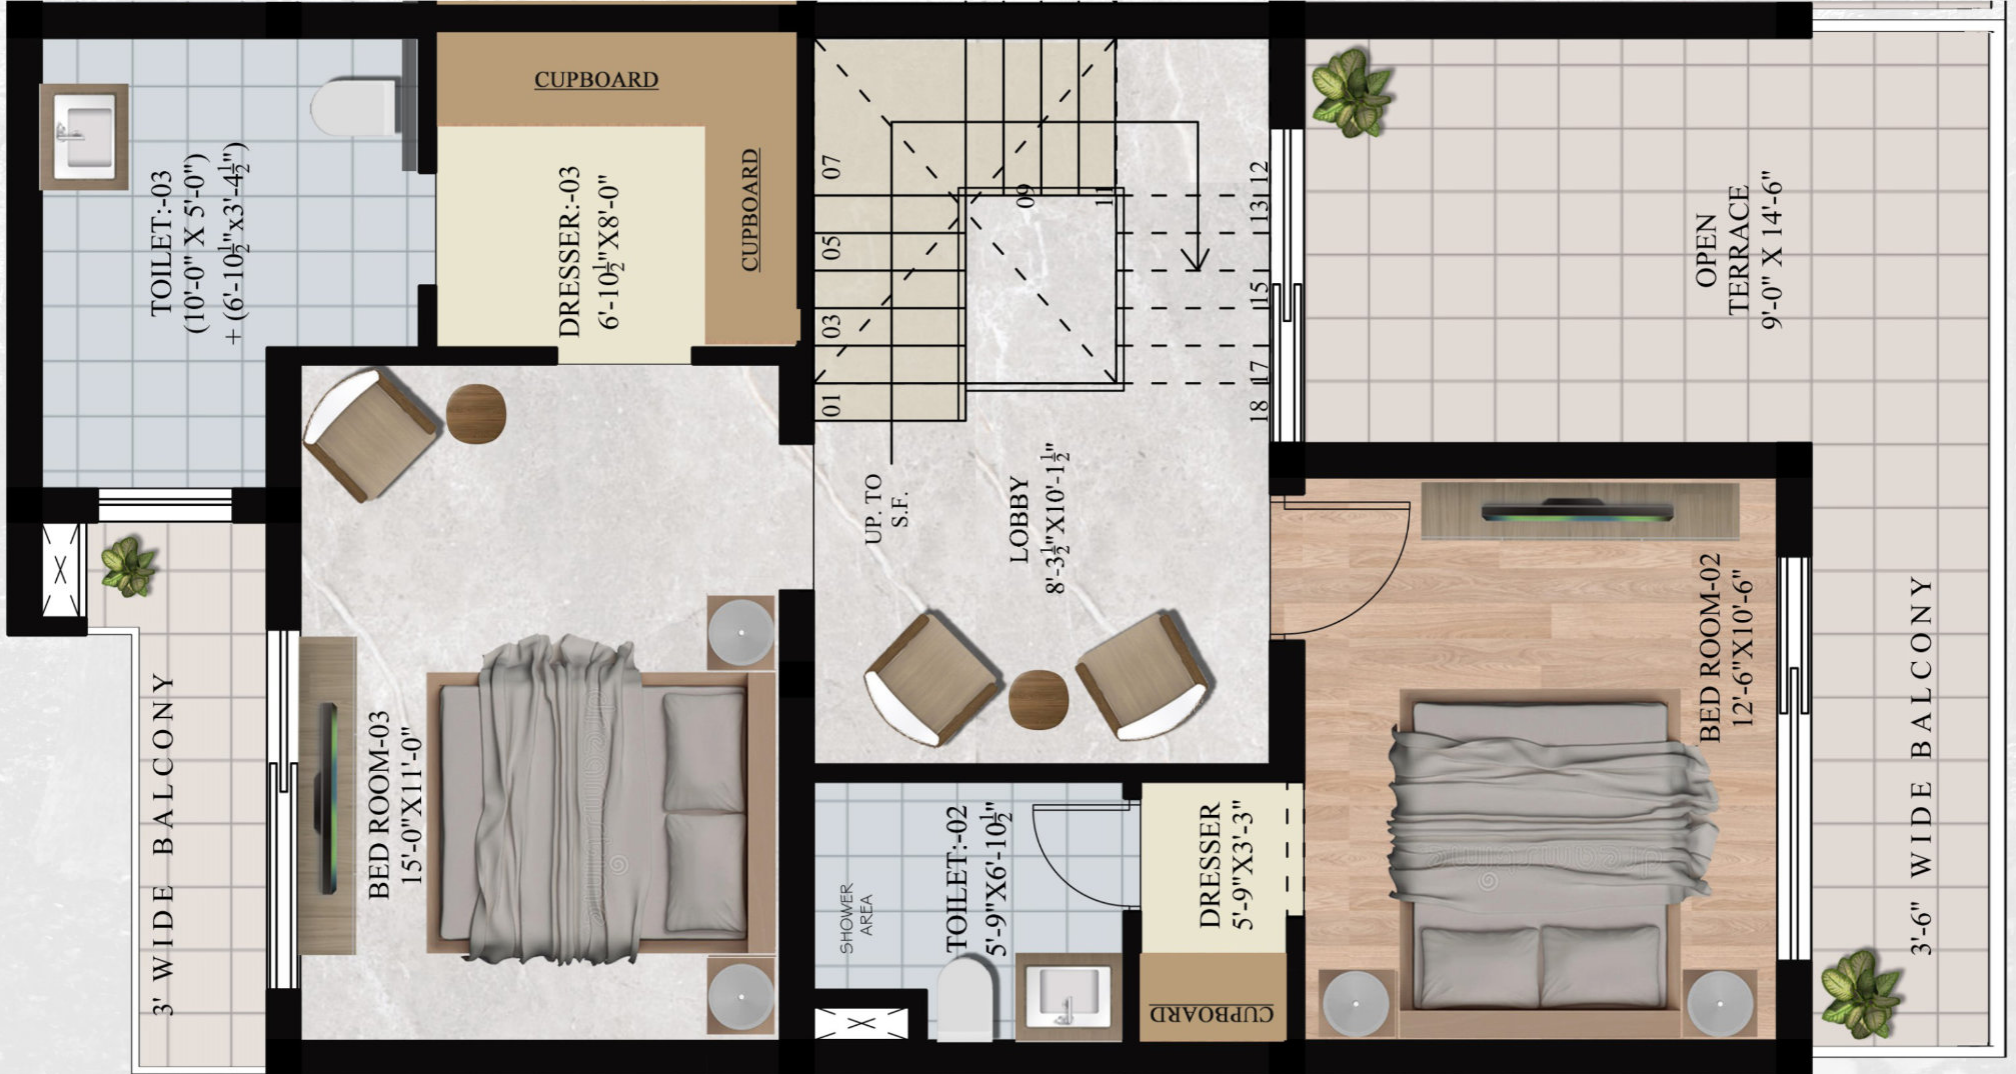 CUPBOARD
CUPBOARD
TOILET:-03
(10'-0" X 5'-0")
+ (6'-10½"x3'-4½")
DRESSER:-03
6'-10½"X8'-0"
07
05
03
01
09
11
12
13
15
17
18
UP. TO
S.F.
LOBBY
8'-3½"X10'-1½"
OPEN
TERRACE
9'-0" X 14'-6"
3' WIDE BALCONY
BED ROOM-03
15'-0"X11'-0"
SHOWER
AREA
TOILET:-02
5'-9"X6'-10½"
DRESSER
5'-9"X3'-3"
CUPBOARD
BED ROOM-02
12'-6"X10'-6"
3'-6" WIDE BALCONY